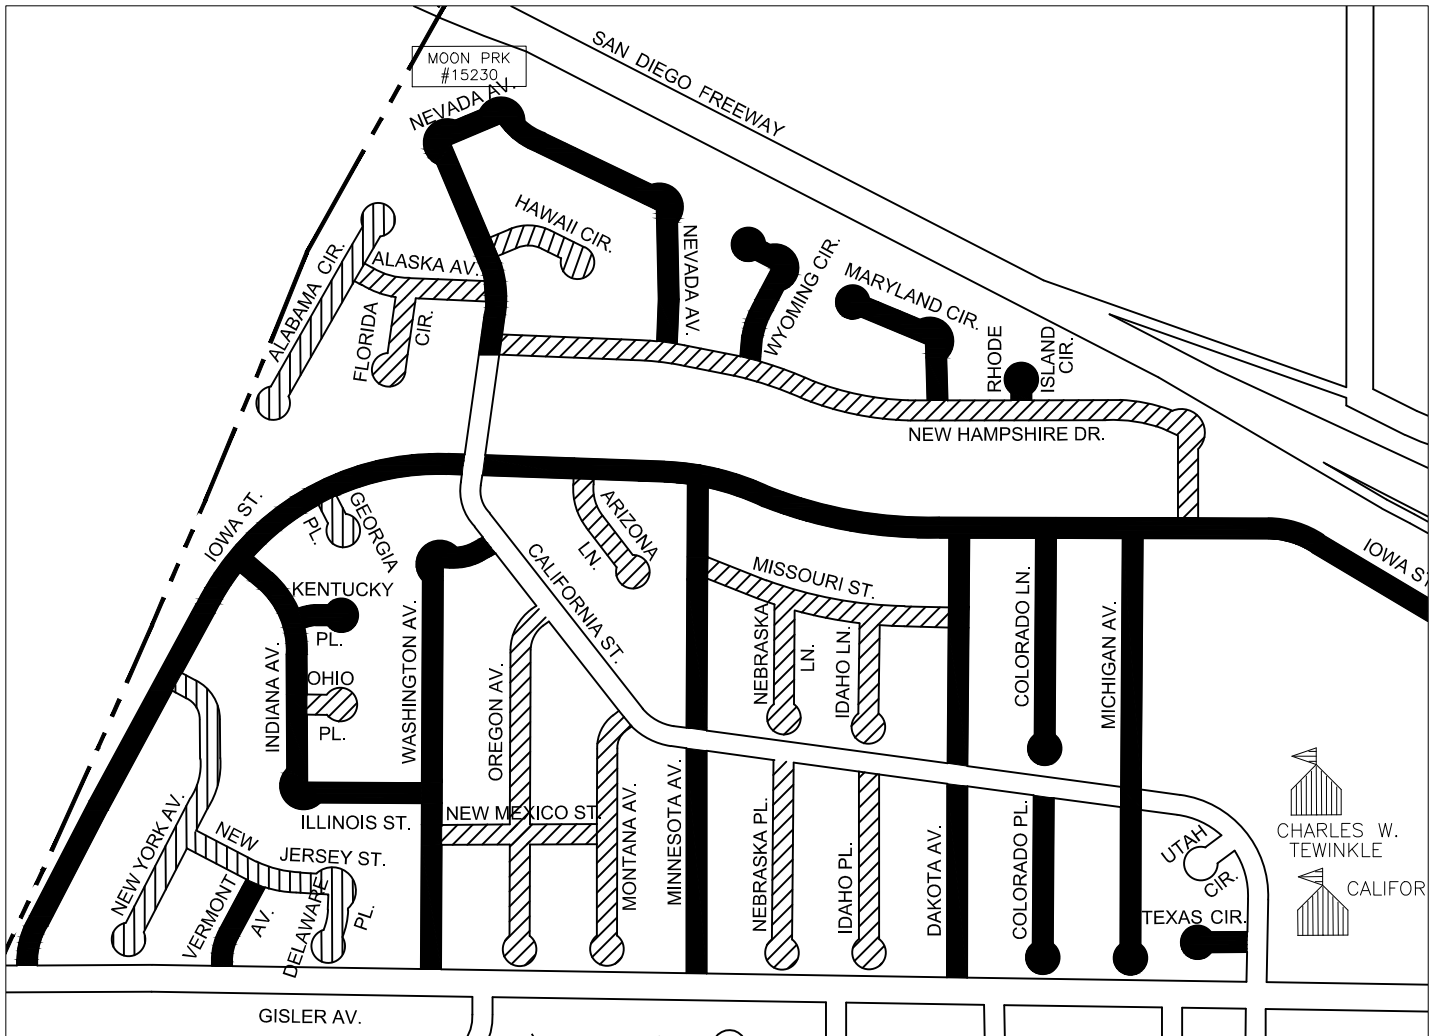 MOON PRK
#15230
SAN DIEGO FREEWAY
NEVADA AV.
HAWAII CIR.
ALABAMA CIR.
ALASKA AV.
NEVADA AV.
WYOMING CIR.
MARYLAND CIR.
FLORIDA
CIR.
RHODE
ISLAND
CIR.
NEW HAMPSHIRE DR.
IOWA ST.
GEORGIA
PL.
ARIZONA
LN.
CALIFORNIA ST.
MISSOURI ST.
IOWA ST
KENTUCKY
PL.
INDIANA AV.
OHIO
PL.
WASHINGTON AV.
OREGON AV.
NEBRASKA
LN.
IDAHO LN.
COLORADO LN.
MICHIGAN AV.
NEW YORK AV.
ILLINOIS ST.
NEW MEXICO ST.
MONTANA AV.
MINNESOTA AV.
NEBRASKA PL.
IDAHO PL.
DAKOTA AV.
COLORADO PL.
NEW
JERSEY ST.
VERMONT
AV.
DELAWARE
PL.
UTAH
CIR.
TEXAS CIR.
CHARLES W.
TEWINKLE
CALIFOR
GISLER AV.